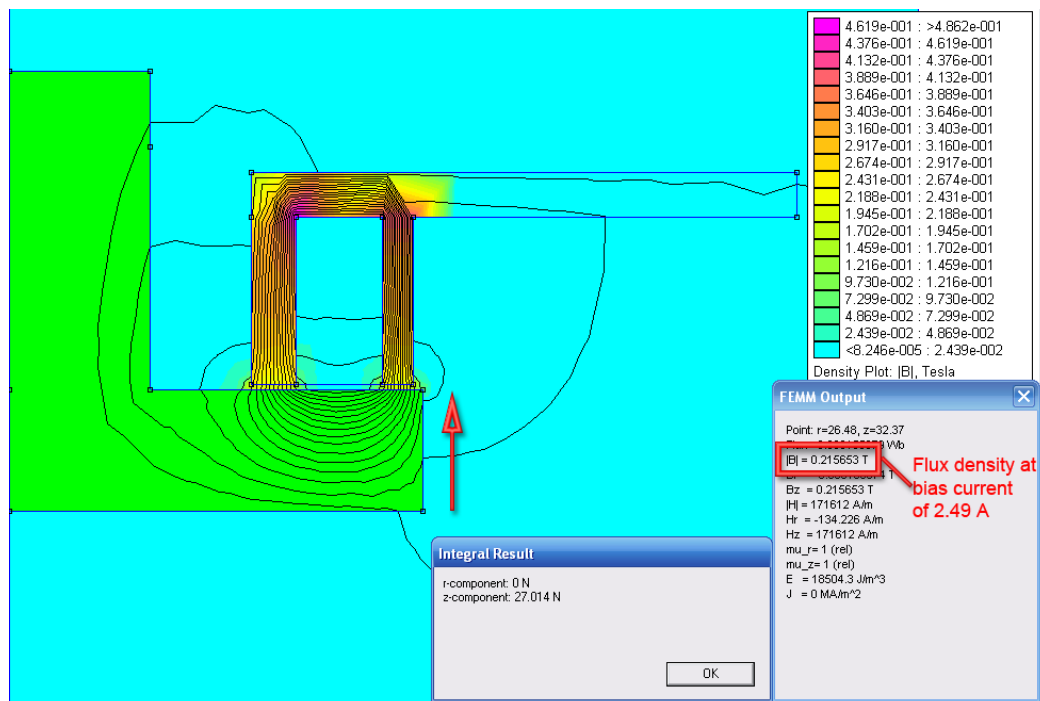 4.619e-001 : >4.862e-001
4.376e-001 : 4.619e-001
4.132e-001 : 4.376e-001
3.889e-001 : 4.132e-001
3.646e-001 : 3.889e-001
3.403e-001 : 3.646e-001
3.160e-001 : 3.403e-001
2.917e-001 : 3.160e-001
2.674e-001 : 2.917e-001
2.431e-001 : 2.674e-001
2.188e-001 : 2.431e-001
1.945e-001 : 2.188e-001
1.702e-001 : 1.945e-001
1.459e-001 : 1.702e-001
1.216e-001 : 1.459e-001
9.730e-002 : 1.216e-001
7.299e-002 : 9.730e-002
4.869e-002 : 7.299e-002
2.439e-002 : 4.869e-002
<8.246e-005 : 2.439e-002
Density Plot: |B|, Tesla
FEMM Output
Point: r=26.48, z=32.37
Wb
|B| = 0.215653 T
T
Bz = 0.215653 T
|H| = 171612 A/m
Hr = -134.226 A/m
Hz = 171612 A/m
mu_r= 1 (rel)
mu_z= 1 (rel)
E = 18504.3 J/m^3
J = 0 MA/m^2
Flux density at
bias current
of 2.49 A
Integral Result
r-component: 0 N
z-component: 27.014 N
OK